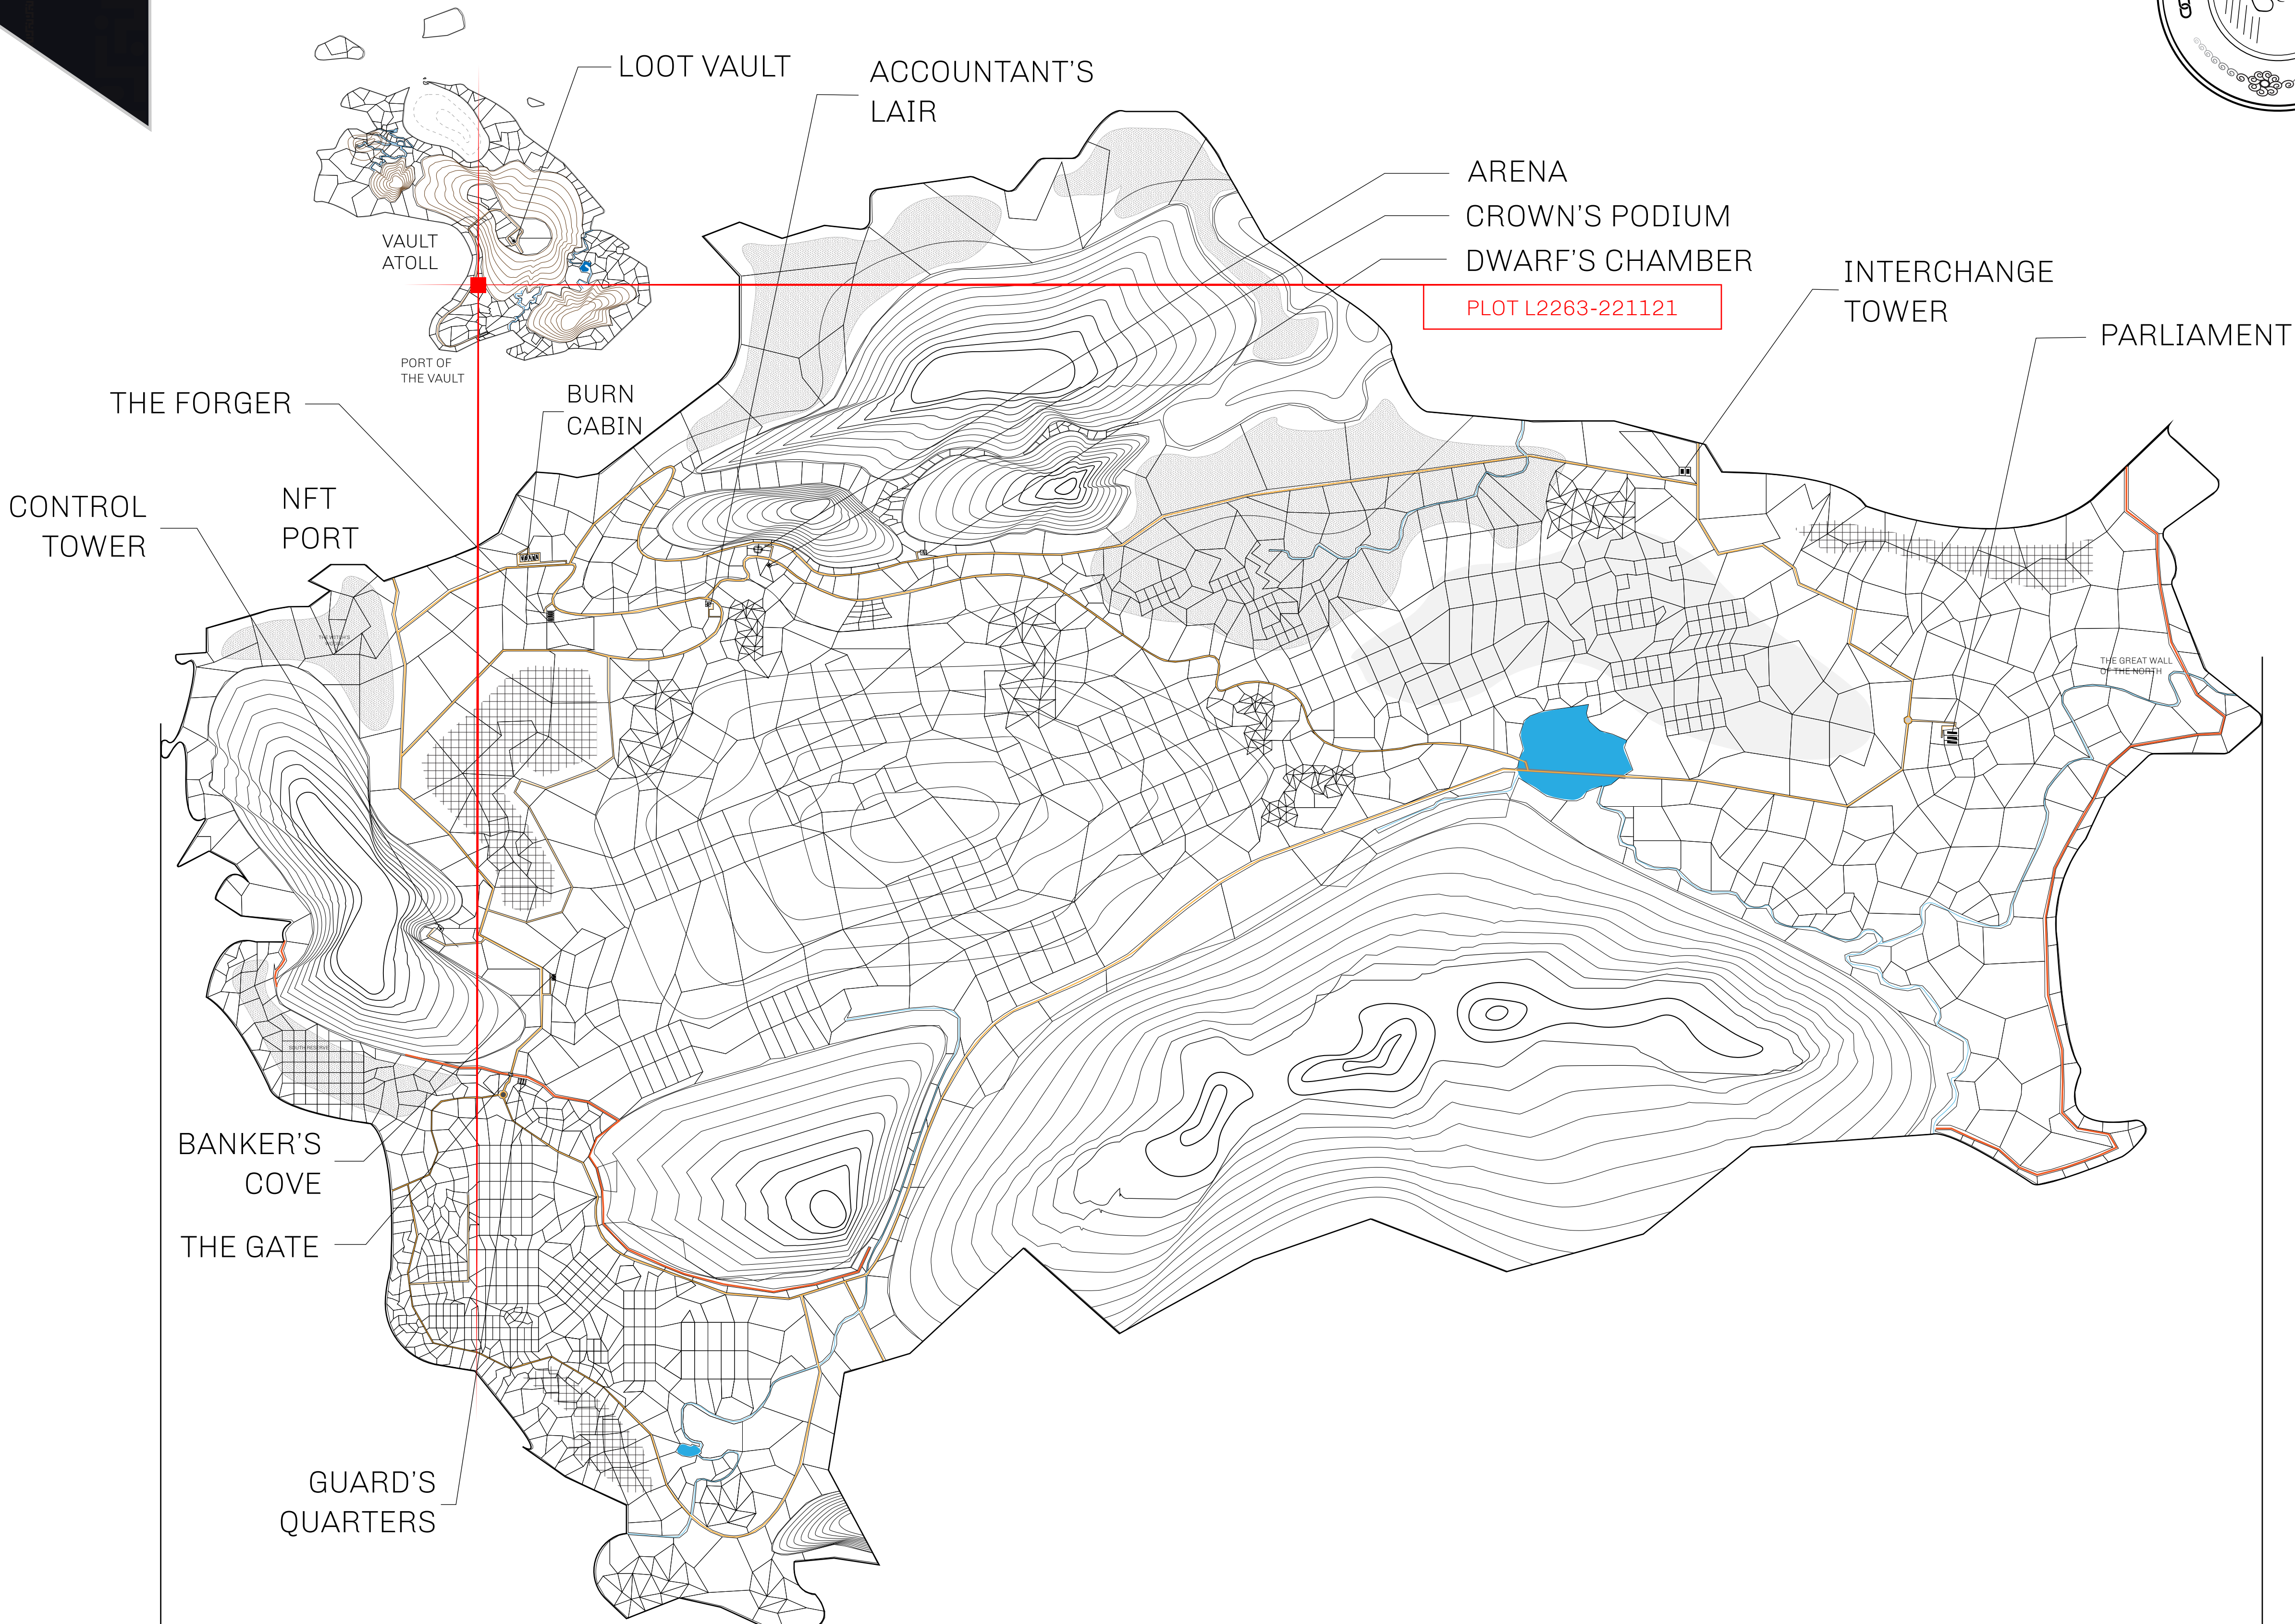 LOOT VAULT
ACCOUNTANT'S
LAIR
ARENA
CROWN'S PODIUM
DWARF'S CHAMBER
PLOT L2263-221121
INTERCHANGE
TOWER
PARLIAMENT
VAULT
ATOLL
PORT OF
THE VAULT
THE FORGER
BURN
CABIN
CONTROL
TOWER
NFT
PORT
THE GREAT WALL
OF THE NORTH
SOUTH RESERVE
BANKER'S
COVE
THE GATE
GUARD'S
QUARTERS